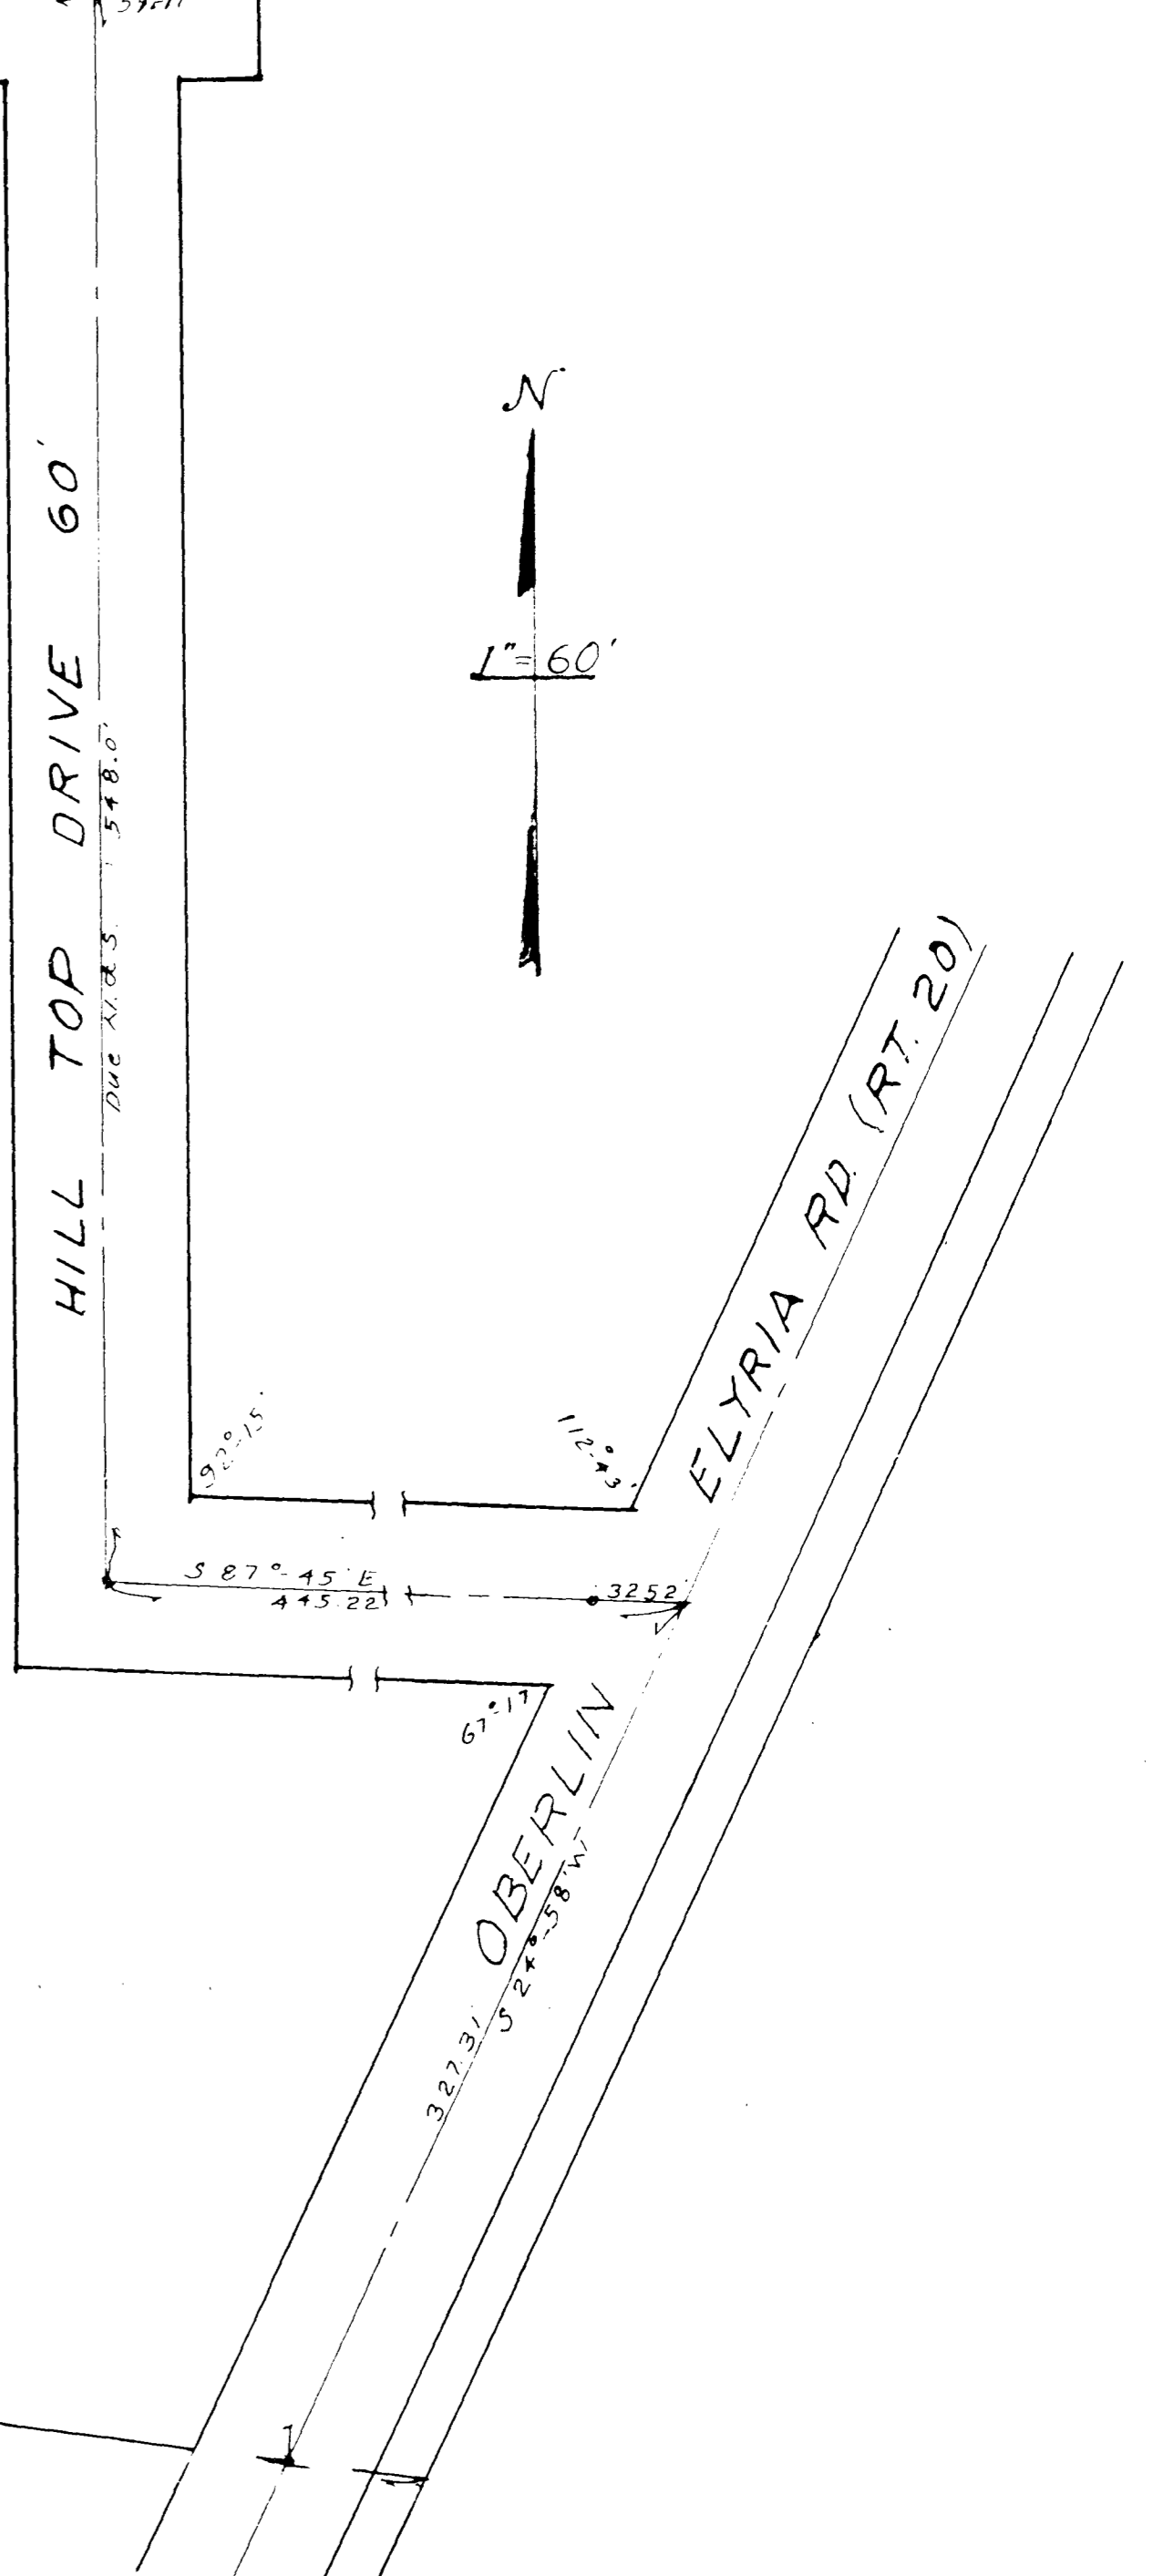 N
1"=60'
HILL TOP DRIVE 60'
Due N. & S. 548.0'
92°-15'
112°-43'
S 87°-45' E
445.22'
32.52'
67°-17'
OBERLIN ELYRIA RD. (RT. 20)
S 24°-58' W
327.31'